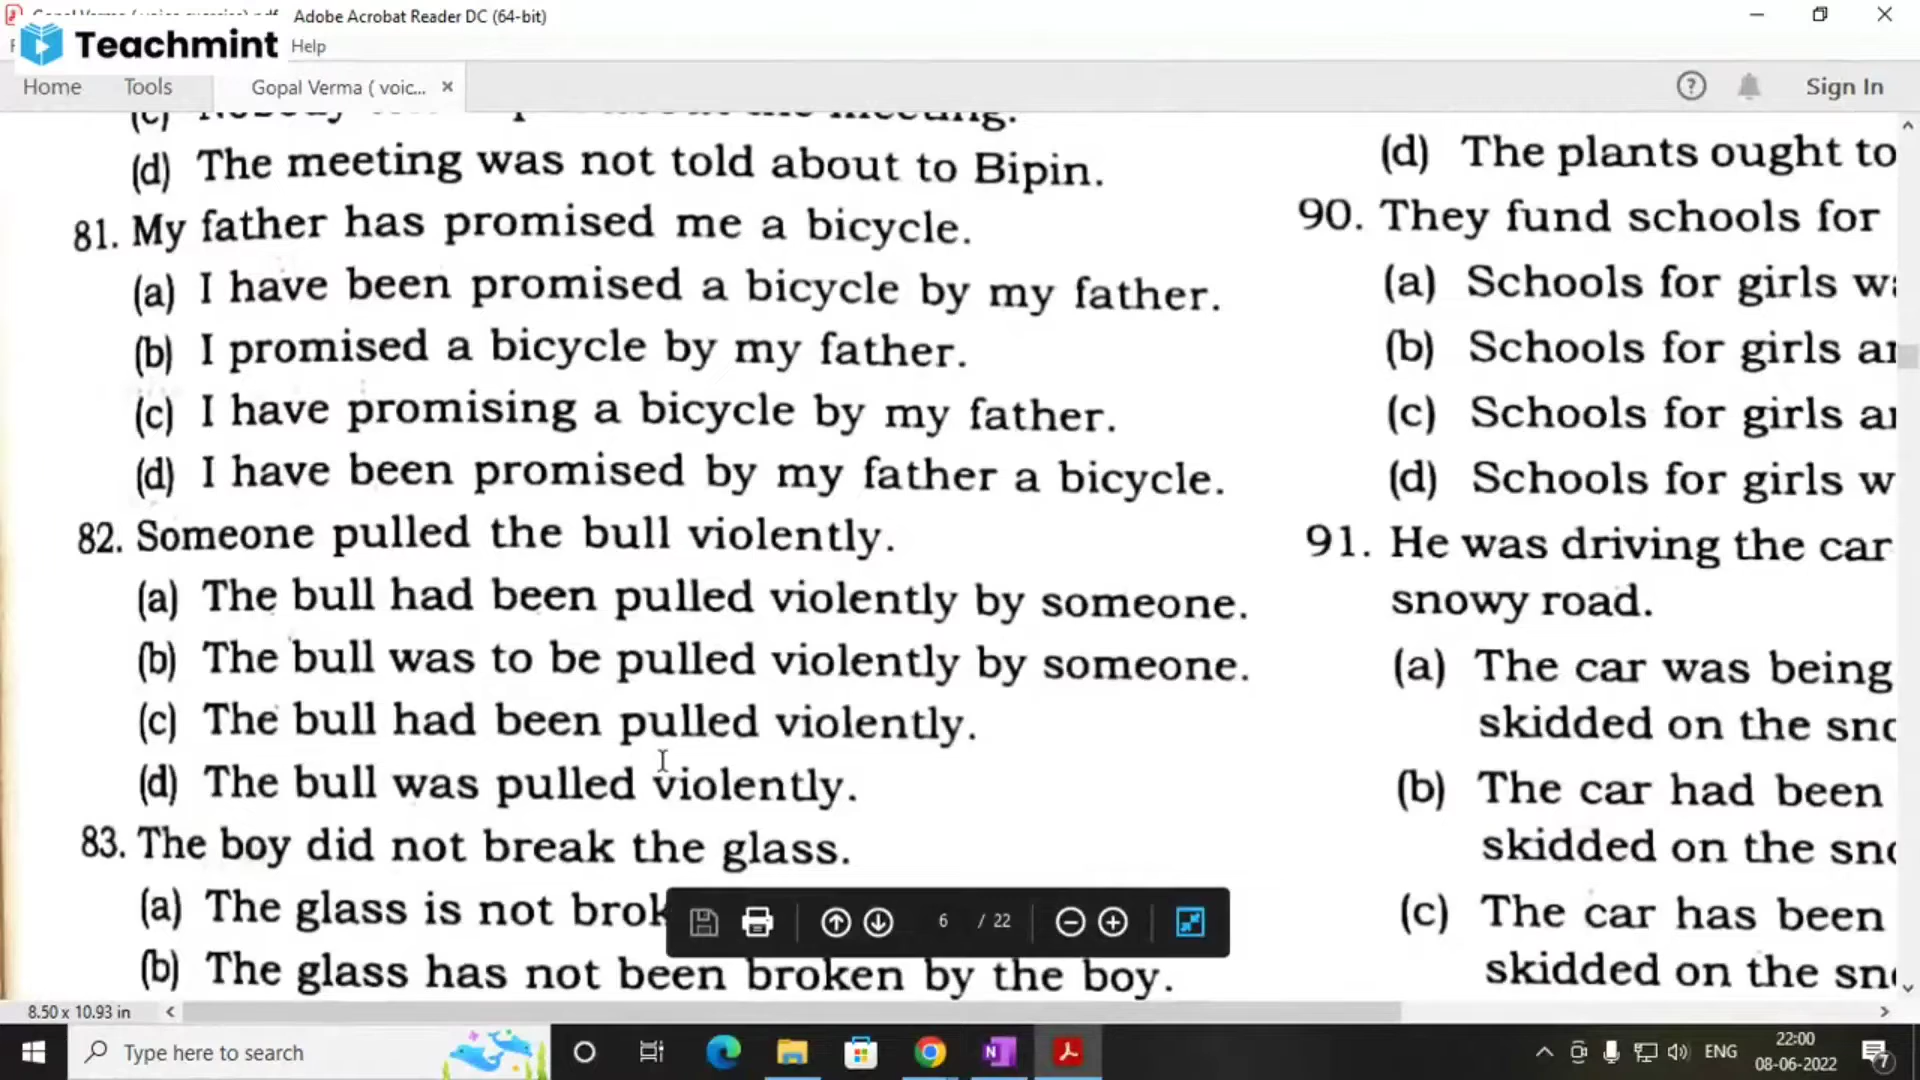 Adobe Acrobat Reader DC (64-bit)
Teachmint
Help
Home Tools Gopal Verma ( voic... × Sign In
(d) The meeting was not told about to Bipin.
81. My father has promised me a bicycle.
(a) I have been promised a bicycle by my father.
(b) I promised a bicycle by my father.
(c) I have promising a bicycle by my father.
(d) I have been promised by my father a bicycle.
82. Someone pulled the bull violently.
(a) The bull had been pulled violently by someone.
(b) The bull was to be pulled violently by someone.
(c) The bull had been pulled violently.
(d) The bull was pulled violently.
83. The boy did not break the glass.
(a) The glass is not brok
(b) The glass has not been broken by the boy.
(d) The plants ought to
90. They fund schools for
(a) Schools for girls
(b) Schools for girls
(c) Schools for girls
(d) Schools for girls w
91. He was driving the car
snowy road.
(a) The car was being
skidded on the
(b) The car had been
skidded on the
(c) The car has been
skidded on the
6 / 22
8.50 x 10.93 in
Type here to search
ENG
22:00
08-06-2022
7